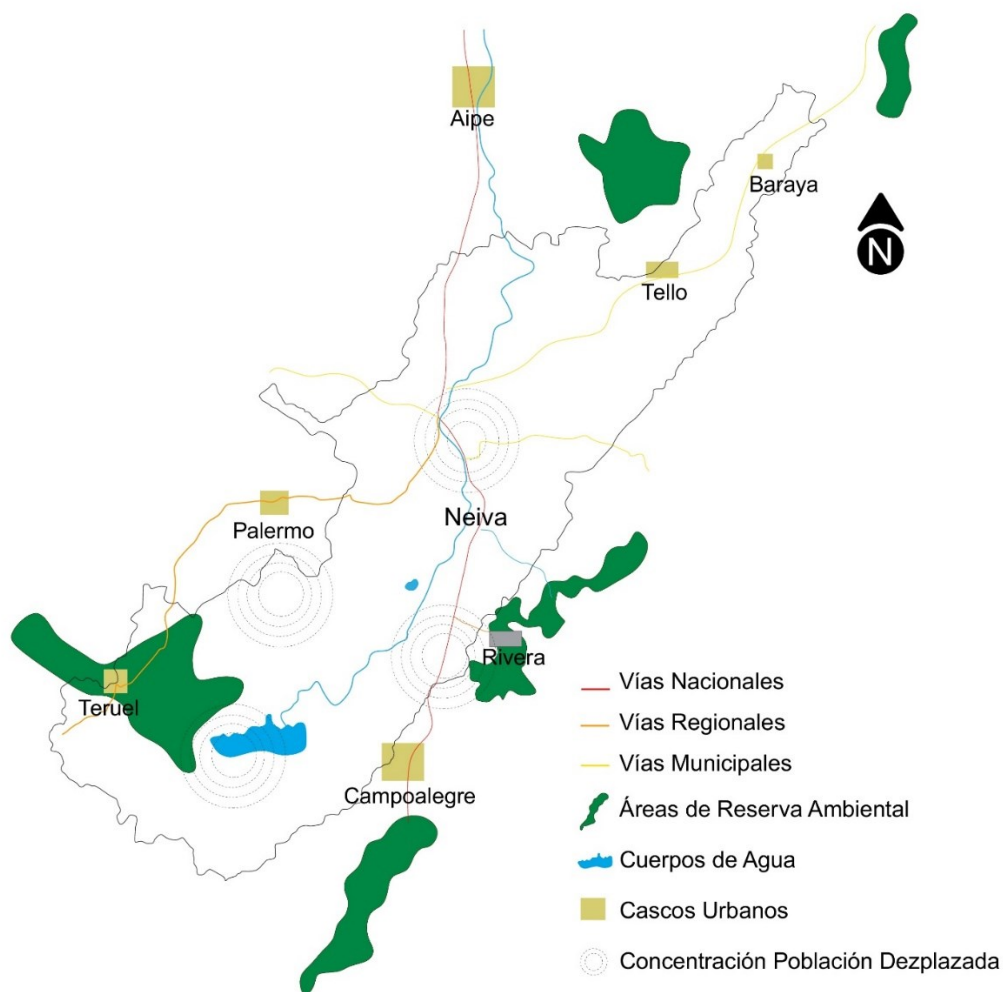 Aipe
Baraya
N
Tello
Neiva
Palermo
Rivera
Teruel
Campoalegre
Vías Nacionales
Vías Regionales
Vías Municipales
Áreas de Reserva Ambiental
Cuerpos de Agua
Cascos Urbanos
Concentración Población Dezplazada